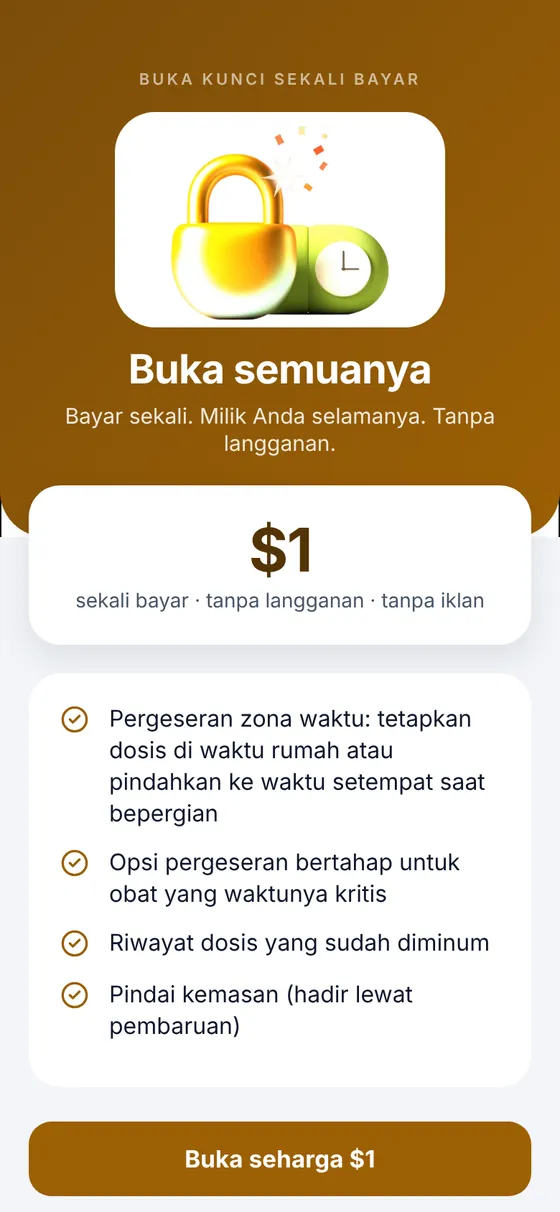 BUKA KUNCI SEKALI BAYAR
Buka semuanya
Bayar sekali. Milik Anda selamanya. Tanpa
langganan.
$1
sekali bayar · tanpa langganan · tanpa iklan
Pergeseran zona waktu: tetapkan
dosis di waktu rumah atau
pindahkan ke waktu setempat saat
bepergian
Opsi pergeseran bertahap untuk
obat yang waktunya kritis
Riwayat dosis yang sudah diminum
Pindai kemasan (hadir lewat
pembaruan)
Buka seharga $1